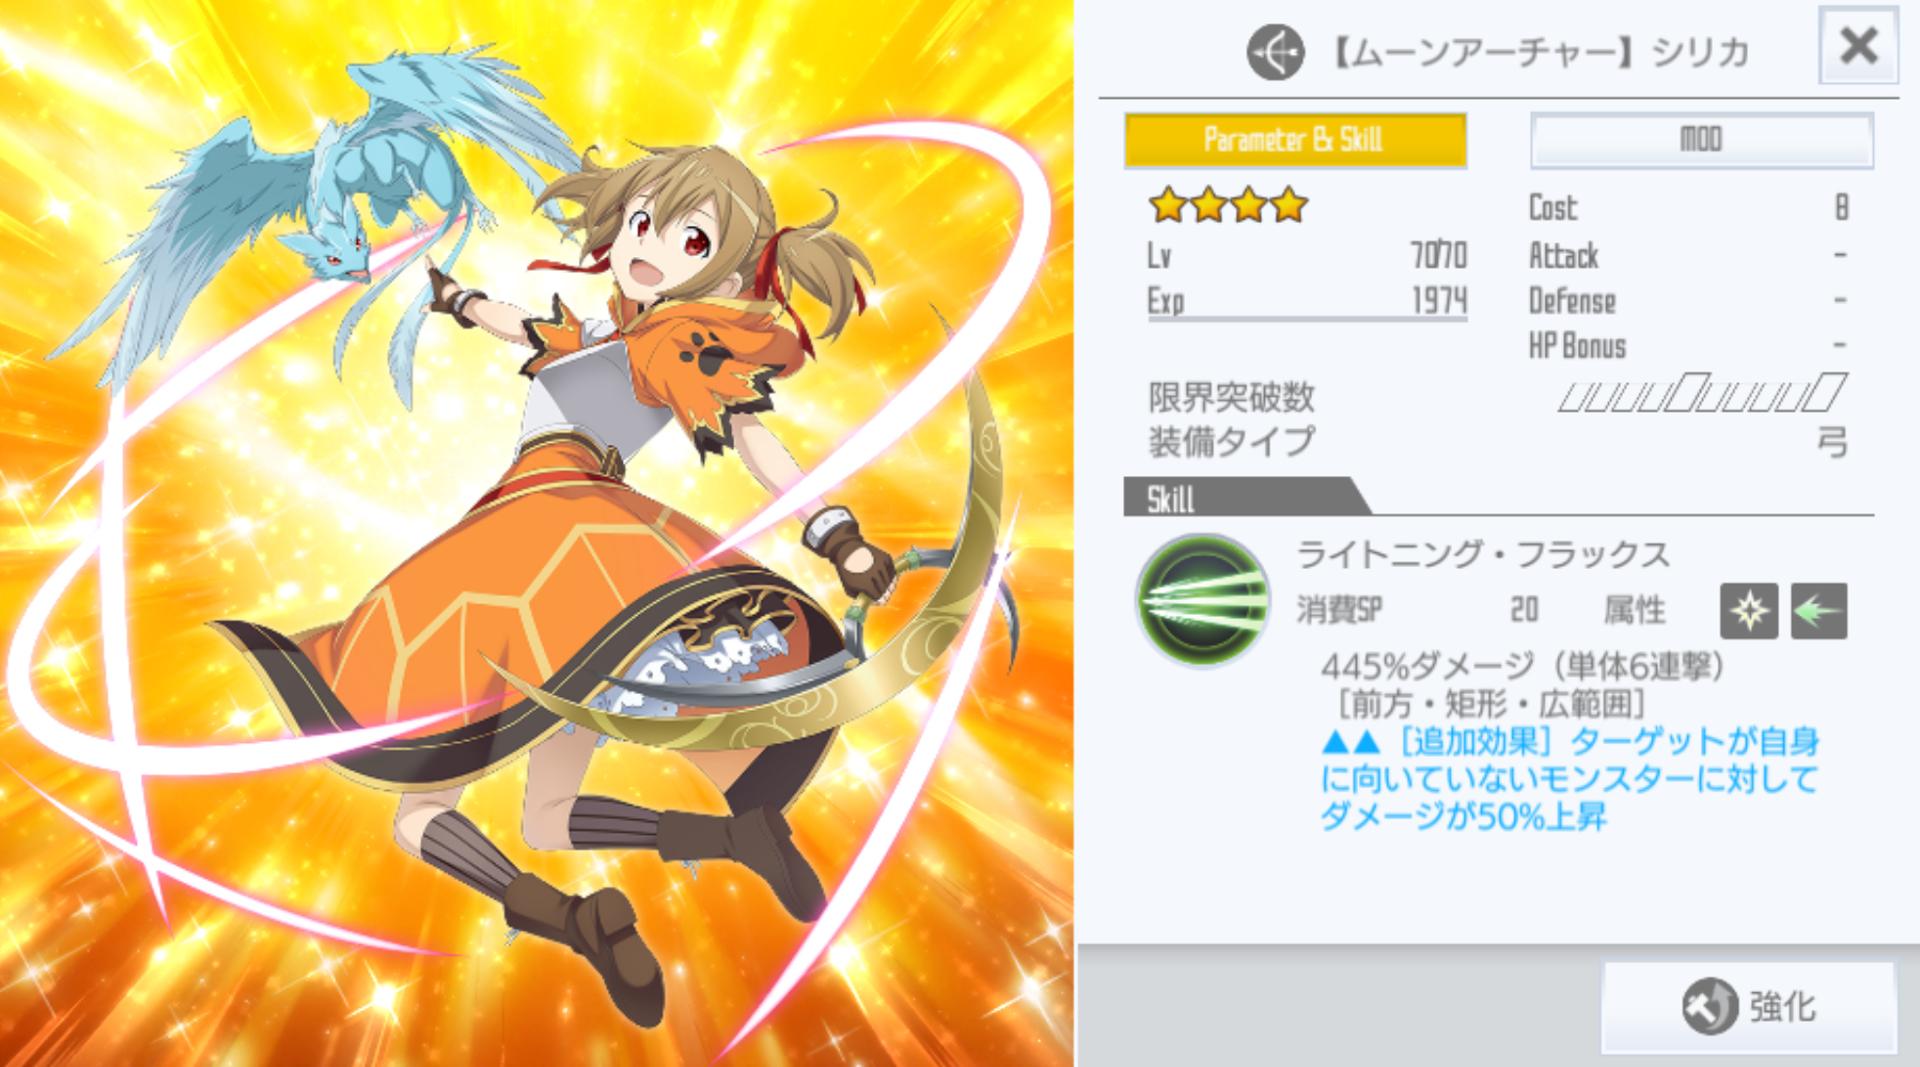 【ムーンアーチャー】シリカ
Parameter & Skill
MOD
Lv 70/70
Exp 1974
Cost 8
Attack -
Defense -
HP Bonus -
限界突破数
装備タイプ 弓
Skill
ライトニング・フラックス
消費SP 20 属性
445%ダメージ（単体6連撃）
［前方・矩形・広範囲］
▲▲［追加効果］ターゲットが自身
に向いていないモンスターに対して
ダメージが50%上昇
強化